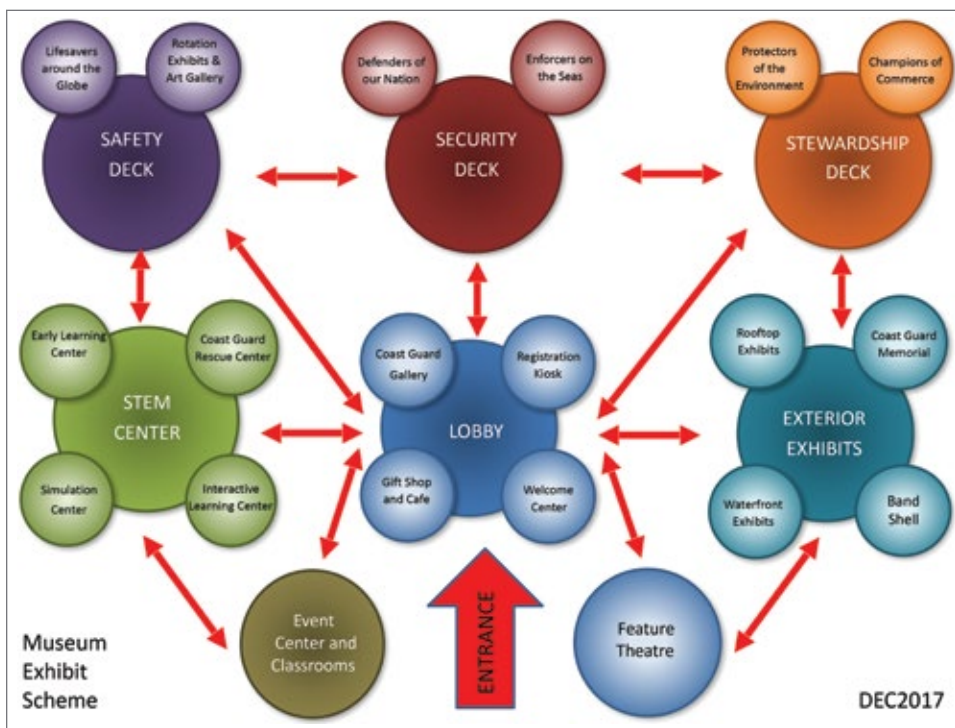 Lifesavers
around the
Globe
Rotation
Exhibits &
Art Gallery
SAFETY
DECK
Defenders of
our Nation
Enforcers on
the Seas
SECURITY
DECK
Protectors
of the
Environment
Champions of
Commerce
STEWARDSHIP
DECK
Early Learning
Center
Coast Guard
Rescue Center
STEM
CENTER
Simulation
Center
Interactive
Learning Center
Coast Guard
Gallery
Registration
Kiosk
LOBBY
Gift Shop
and Cafe
Welcome
Center
Rooftop
Exhibits
Coast Guard
Memorial
EXTERIOR
EXHIBITS
Waterfront
Exhibits
Band
Shell
Event
Center and
Classrooms
ENTRANCE
Feature
Theatre
Museum
Exhibit
Scheme
DEC2017